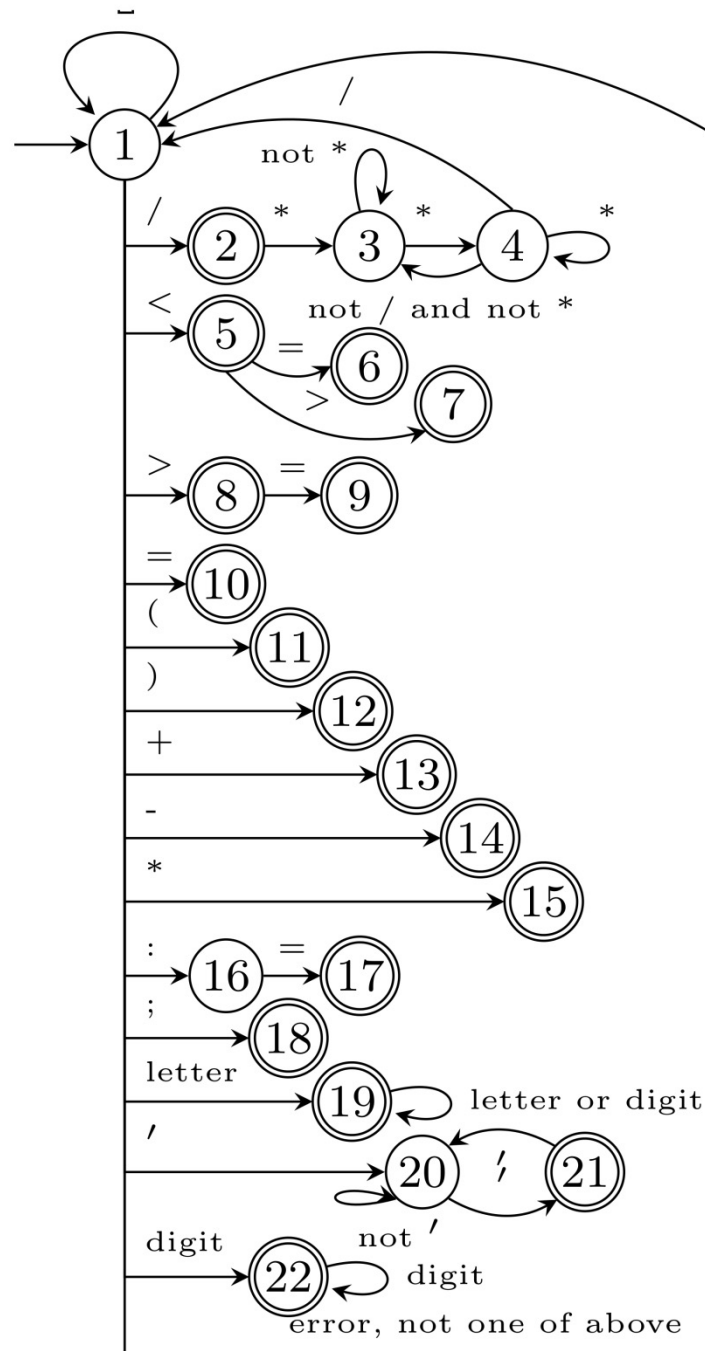 ␣
/
1
not *
/ 2 * 3 * 4 *
not / and not *
< 5 = 6
> 7
> 8 = 9
= 10
( 11
) 12
+ 13
- 14
* 15
: 16 = 17
; 18
letter 19 letter or digit
' 20 ' ' 21
not '
digit 22 digit
error, not one of above